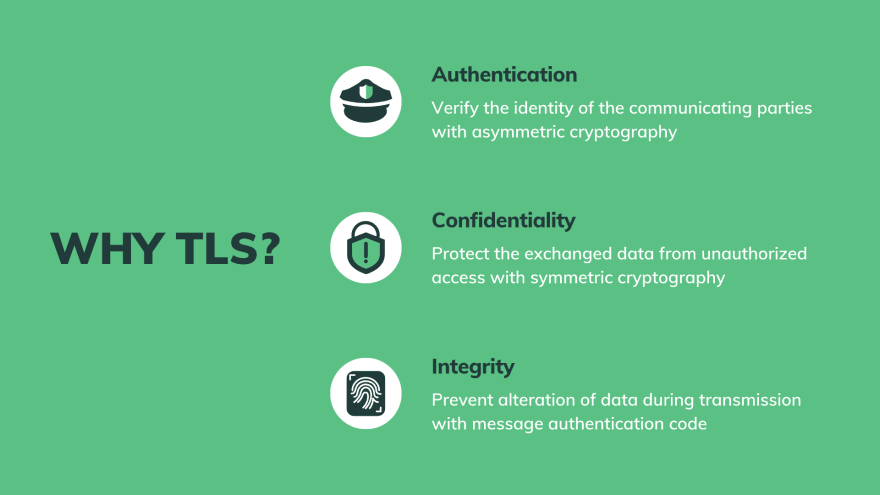 WHY TLS?
Authentication
Verify the identity of the communicating parties
with asymmetric cryptography
Confidentiality
Protect the exchanged data from unauthorized
access with symmetric cryptography
Integrity
Prevent alteration of data during transmission
with message authentication code